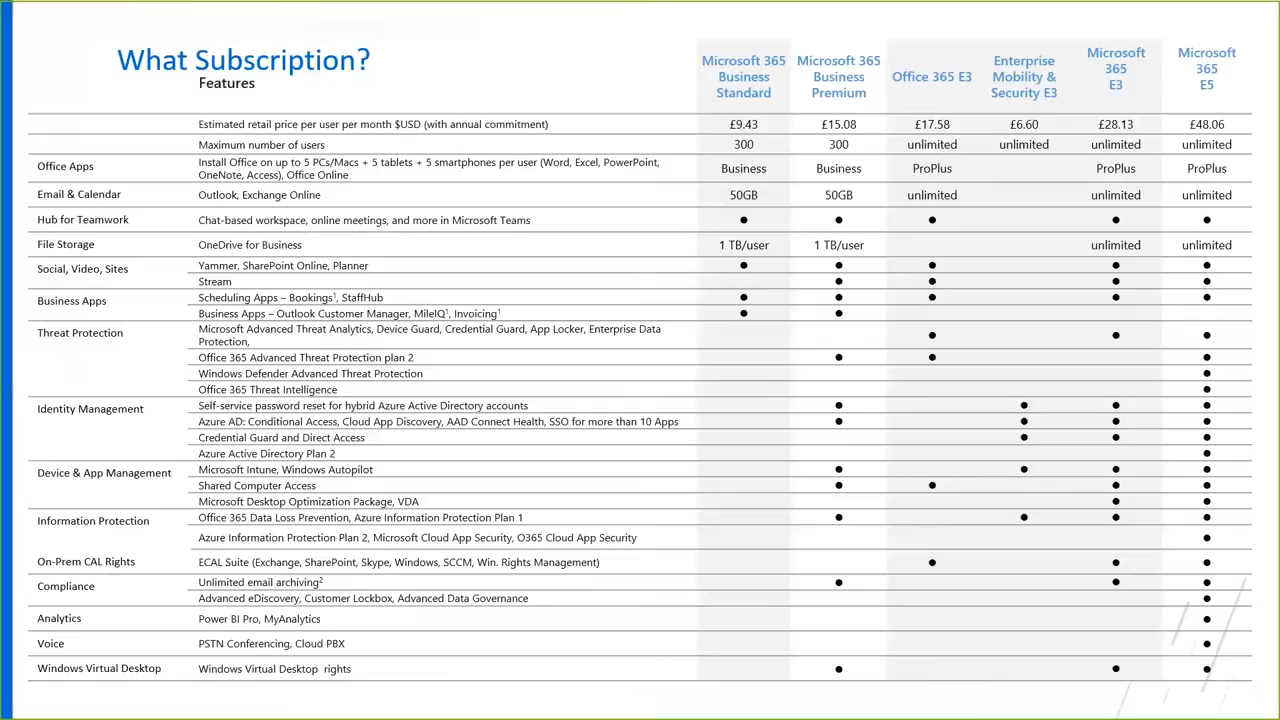 What Subscription?
Features
Microsoft 365 Business Standard
Microsoft 365 Business Premium
Office 365 E3
Enterprise Mobility & Security E3
Microsoft 365 E3
Microsoft 365 E5
Estimated retail price per user per month $USD (with annual commitment) £9.43 £15.08 £17.58 £6.60 £28.13 £48.06
Maximum number of users 300 300 unlimited unlimited unlimited unlimited
Office Apps
Install Office on up to 5 PCs/Macs + 5 tablets + 5 smartphones per user (Word, Excel, PowerPoint,
OneNote, Access), Office Online
Business Business ProPlus ProPlus ProPlus
Email & Calendar Outlook, Exchange Online 50GB 50GB unlimited unlimited unlimited
Hub for Teamwork Chat-based workspace, online meetings, and more in Microsoft Teams ● ● ● ● ●
File Storage OneDrive for Business 1 TB/user 1 TB/user unlimited unlimited
Social, Video, Sites Yammer, SharePoint Online, Planner ● ● ● ● ●
Stream ● ● ● ●
Business Apps Scheduling Apps – Bookings¹, StaffHub ● ● ● ● ●
Business Apps – Outlook Customer Manager, MileIQ¹, Invoicing¹ ● ●
Threat Protection
Microsoft Advanced Threat Analytics, Device Guard, Credential Guard, App Locker, Enterprise Data
Protection, ● ● ●
Office 365 Advanced Threat Protection plan 2 ● ● ●
Windows Defender Advanced Threat Protection ●
Office 365 Threat Intelligence ●
Identity Management Self-service password reset for hybrid Azure Active Directory accounts ● ● ● ●
Azure AD: Conditional Access, Cloud App Discovery, AAD Connect Health, SSO for more than 10 Apps ● ● ● ●
Credential Guard and Direct Access ● ● ●
Azure Active Directory Plan 2 ●
Device & App Management Microsoft Intune, Windows Autopilot ● ● ● ●
Shared Computer Access ● ● ● ●
Microsoft Desktop Optimization Package, VDA ● ●
Information Protection Office 365 Data Loss Prevention, Azure Information Protection Plan 1 ● ● ● ●
Azure Information Protection Plan 2, Microsoft Cloud App Security, O365 Cloud App Security ●
On-Prem CAL Rights ECAL Suite (Exchange, SharePoint, Skype, Windows, SCCM, Win. Rights Management) ● ● ●
Compliance Unlimited email archiving² ● ● ●
Advanced eDiscovery, Customer Lockbox, Advanced Data Governance ●
Analytics Power BI Pro, MyAnalytics ●
Voice PSTN Conferencing, Cloud PBX ●
Windows Virtual Desktop Windows Virtual Desktop rights ● ● ●